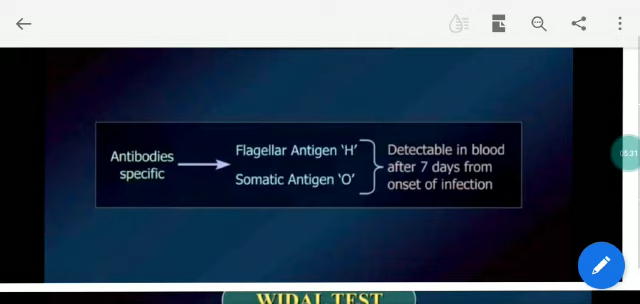 05:31
Antibodies
specific
Flagellar Antigen ‘H’
Somatic Antigen ‘O’
Detectable in blood
after 7 days from
onset of infection
WIDAL TEST